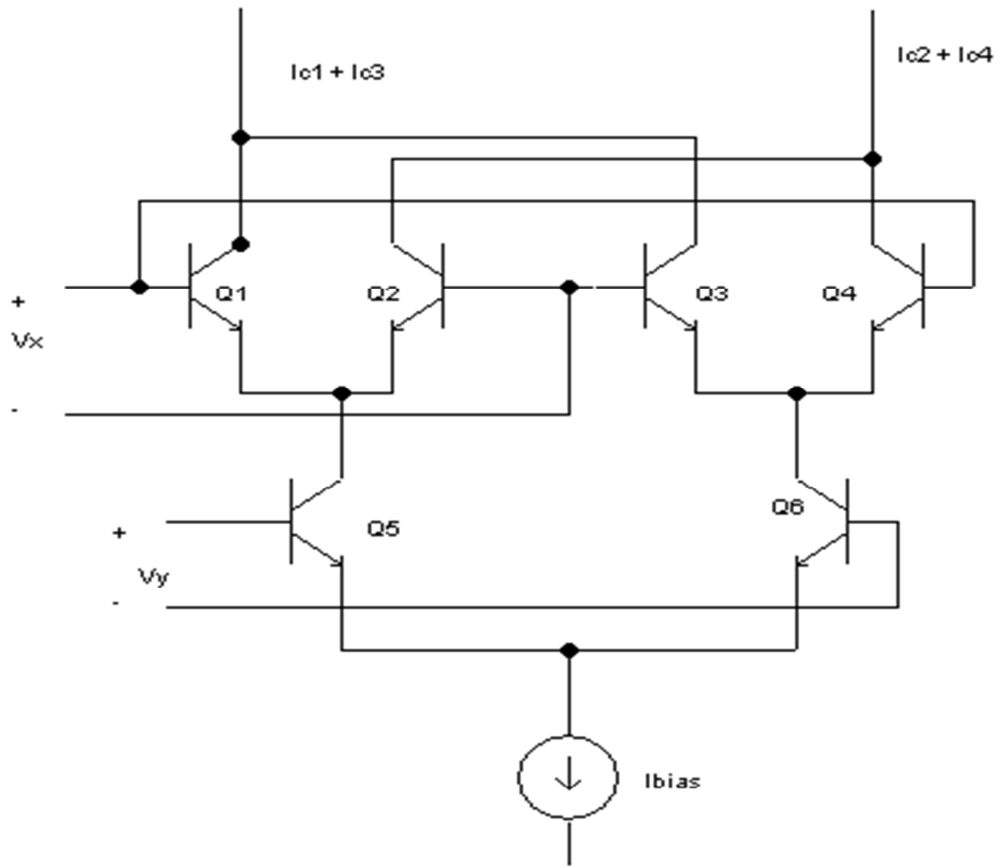 Ic1 + Ic3
Ic2 + Ic4
Q1
Q2
Q3
Q4
+
Vx
-
Q5
Q6
+
Vy
-
Ibias